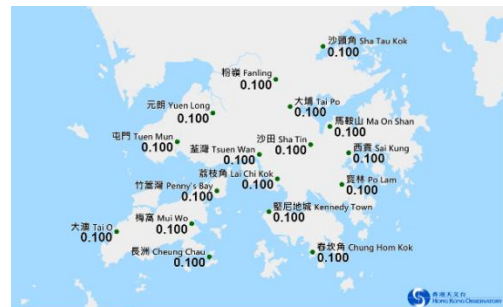 沙頭角 Sha Tau Kok
0.100
粉嶺 Fanling
0.100
大埔 Tai Po
0.100
元朗 Yuen Long
0.100
馬鞍山 Ma On Shan
0.100
屯門 Tuen Mun
0.100
沙田 Sha Tin
0.100
荃灣 Tsuen Wan
0.100
西貢 Sai Kung
0.100
荔枝角 Lai Chi Kok
0.100
寶林 Po Lam
0.100
竹篙灣 Penny's Bay
0.100
堅尼地城 Kennedy Town
0.100
梅窩 Mui Wo
0.100
大澳 Tai O
0.100
長洲 Cheung Chau
0.100
舂坎角 Chung Hom Kok
0.100
香港天文台
HONG KONG OBSERVATORY